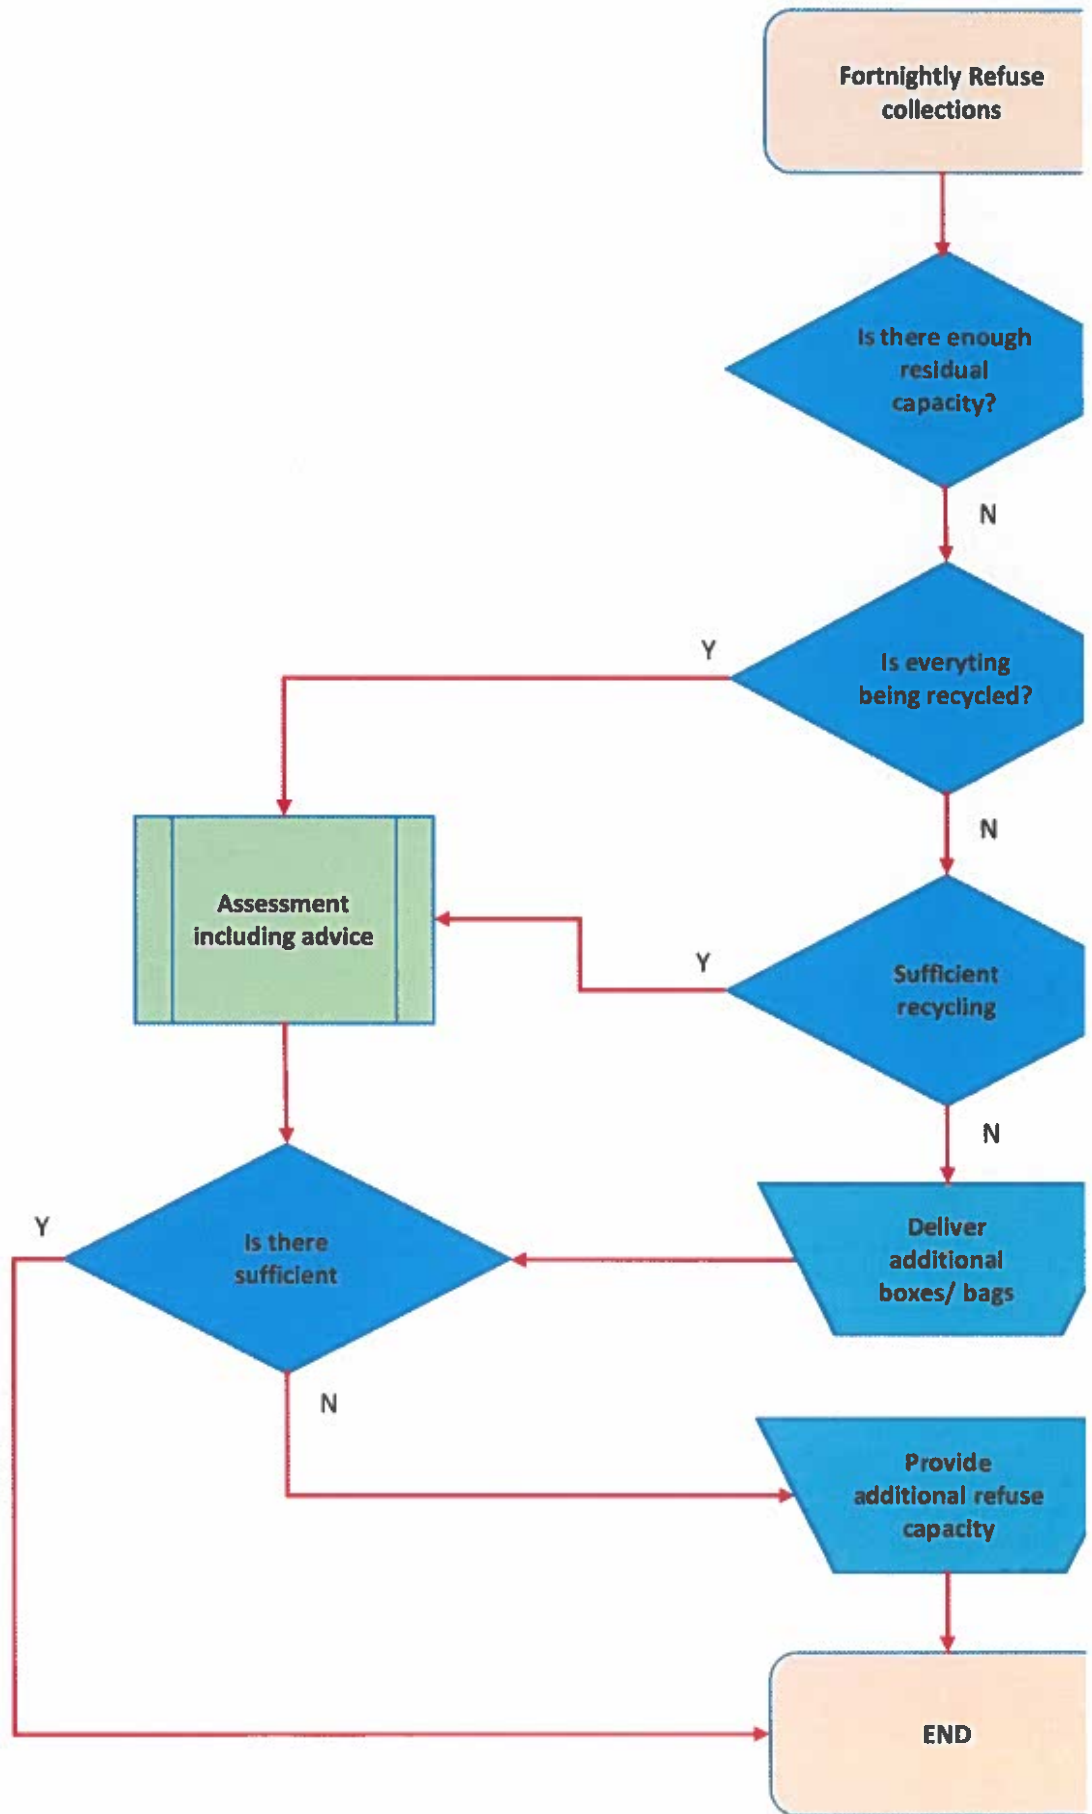 Fortnightly Refuse
collections
Is there enough
residual
capacity?
N
Y
Is everyting
being recycled?
N
Assessment
including advice
Y
Sufficient
recycling
N
Y
Is there
sufficient
Deliver
additional
boxes/ bags
N
Provide
additional refuse
capacity
END